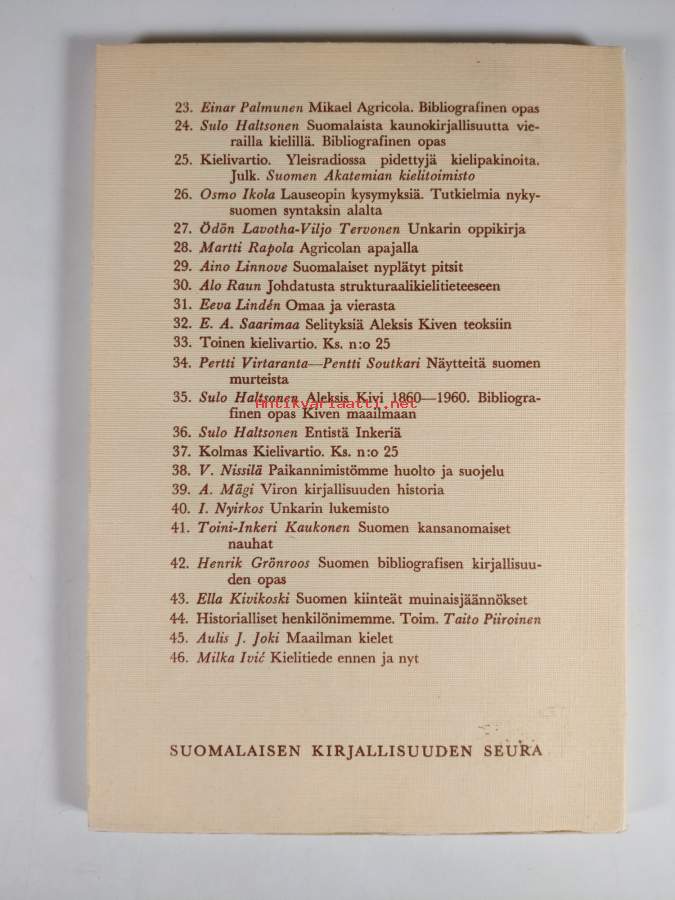 23. Einar Palmunen Mikael Agricola. Bibliografinen opas
24. Sulo Haltsonen Suomalaista kaunokirjallisuutta vie-
railla kielillä. Bibliografinen opas
25. Kielivartio. Yleisradiossa pidettyjä kielipakinoita.
Julk. Suomen Akatemian kielitoimisto
26. Osmo Ikola Lauseopin kysymyksiä. Tutkielmia nyky-
suomen syntaksin alalta
27. Ödön Lavotha-Viljo Tervonen Unkarin oppikirja
28. Martti Rapola Agricolan apajalla
29. Aino Linnove Suomalaiset nyplätyt pitsit
30. Alo Raun Johdatusta strukturaalikielitieteeseen
31. Eeva Lindén Omaa ja vierasta
32. E. A. Saarimaa Selityksiä Aleksis Kiven teoksiin
33. Toinen kielivartio. Ks. n:o 25
34. Pertti Virtaranta—Pentti Soutkari Näytteitä suomen
murteista
35. Sulo Haltsonen Aleksis Kivi 1860—1960. Bibliogra-
Antikvariaatti.net
finen opas Kiven maailmaan
36. Sulo Haltsonen Entistä Inkeriä
37. Kolmas Kielivartio. Ks. n:o 25
38. V. Nissilä Paikannimistömme huolto ja suojelu
39. A. Mägi Viron kirjallisuuden historia
40. I. Nyirkos Unkarin lukemisto
41. Toini-Inkeri Kaukonen Suomen kansanomaiset
nauhat
42. Henrik Grönroos Suomen bibliografisen kirjallisuu-
den opas
43. Ella Kivikoski Suomen kiinteät muinaisjäännökset
44. Historialliset henkilönimemme. Toim. Taito Piiroinen
45. Aulis J. Joki Maailman kielet
46. Milka Ivić Kielitiede ennen ja nyt
SUOMALAISEN KIRJALLISUUDEN SEURA